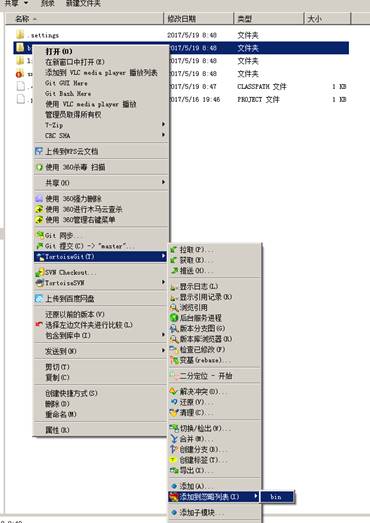 共享 ▼ 刻录 新建文件夹
名称 修改日期 类型 大小
.settings 2017/5/19 8:48 文件夹
b 2017/5/19 8:48 文件夹
2017/5/19 8:48 文件夹
2017/5/19 8:48 文件夹
2017/5/19 8:48 CLASSPATH 文件 1 KB
2017/5/16 19:46 PROJECT 文件 1 KB
打开(O)
在新窗口中打开(E)
添加到 VLC media player 播放列表
Git GUI Here
Git Bash Here
使用 VLC media player 播放
管理员取得所有权
7-Zip
CRC SHA
上传到WPS云文档
使用 360杀毒 扫描
共享(H)
使用 360强力删除
使用 360进行木马云查杀
使用 360管理右键菜单
Git 同步...
Git 提交(C) -> "master"...
TortoiseGit(T)
SVN Checkout...
TortoiseSVN
上传到百度网盘
还原以前的版本(V)
选择左边文件夹进行比较(L)
包含到库中(I)
发送到(N)
剪切(T)
复制(C)
创建快捷方式(S)
删除(D)
重命名(M)
属性(R)
拉取(P)...
获取(E)...
推送(H)...
显示日志(L)
显示引用记录(R)
浏览引用
后台服务进程
版本分支图(G)
版本库浏览器(R)
检查已修改(F)
变基(rebase)...
二分定位 - 开始
解决冲突(O)...
还原(V)...
清理(C)...
切换/检出(W)...
合并(M)...
创建分支(B)...
创建标签(T)...
导出(X)...
添加(A)...
添加到忽略列表(I)
bin
添加子模块...